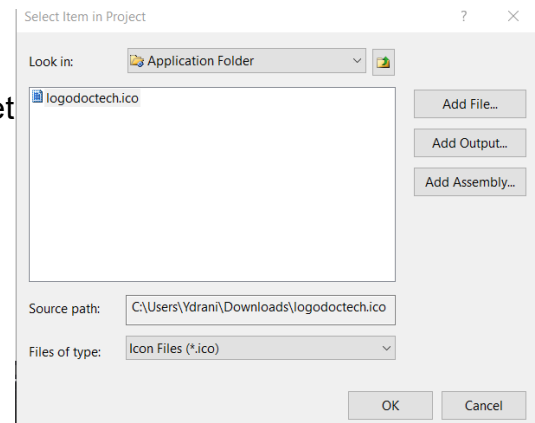 Select Item in Project ? ×
Look in: Application Folder
et
logodoctech.ico
Add File...
Add Output...
Add Assembly...
Source path: C:\Users\Ydrani\Downloads\logodoctech.ico
Files of type: Icon Files (*.ico)
OK Cancel